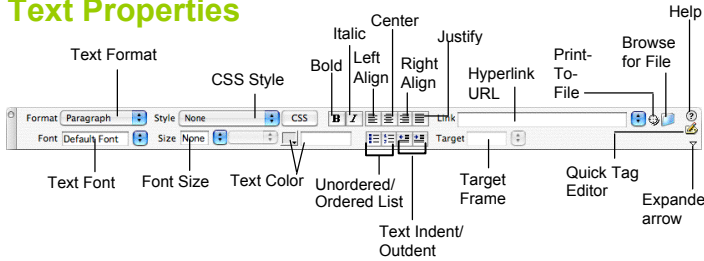 Text Properties
Help
Center
Italic
Justify
Print-
To-
File
Browse
for File
Text Format
Left
Align
Right
Align
Bold
Hyperlink
URL
CSS Style
Format Paragraph Style None CSS B I Link
Font Default Font Size None Target
Text Font
Font Size
Text Color
Unordered/
Ordered List
Target
Frame
Quick Tag
Editor
Expande
arrow
Text Indent/
Outdent